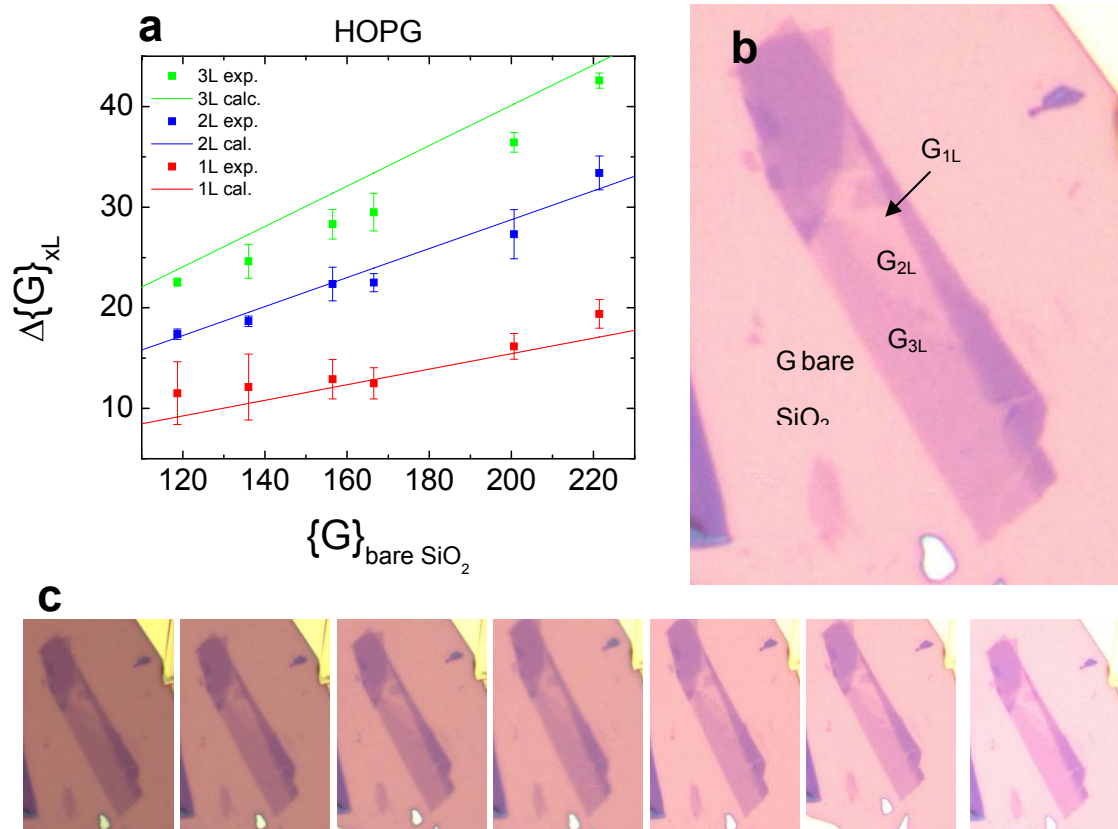 a
HOPG
3L exp.
3L calc.
2L exp.
2L cal.
1L exp.
1L cal.
40
30
20
10
120 140 160 180 200 220
Δ{G}xL
{G}bare SiO2
b
G1L
G2L
G3L
G bare
SiO2
c